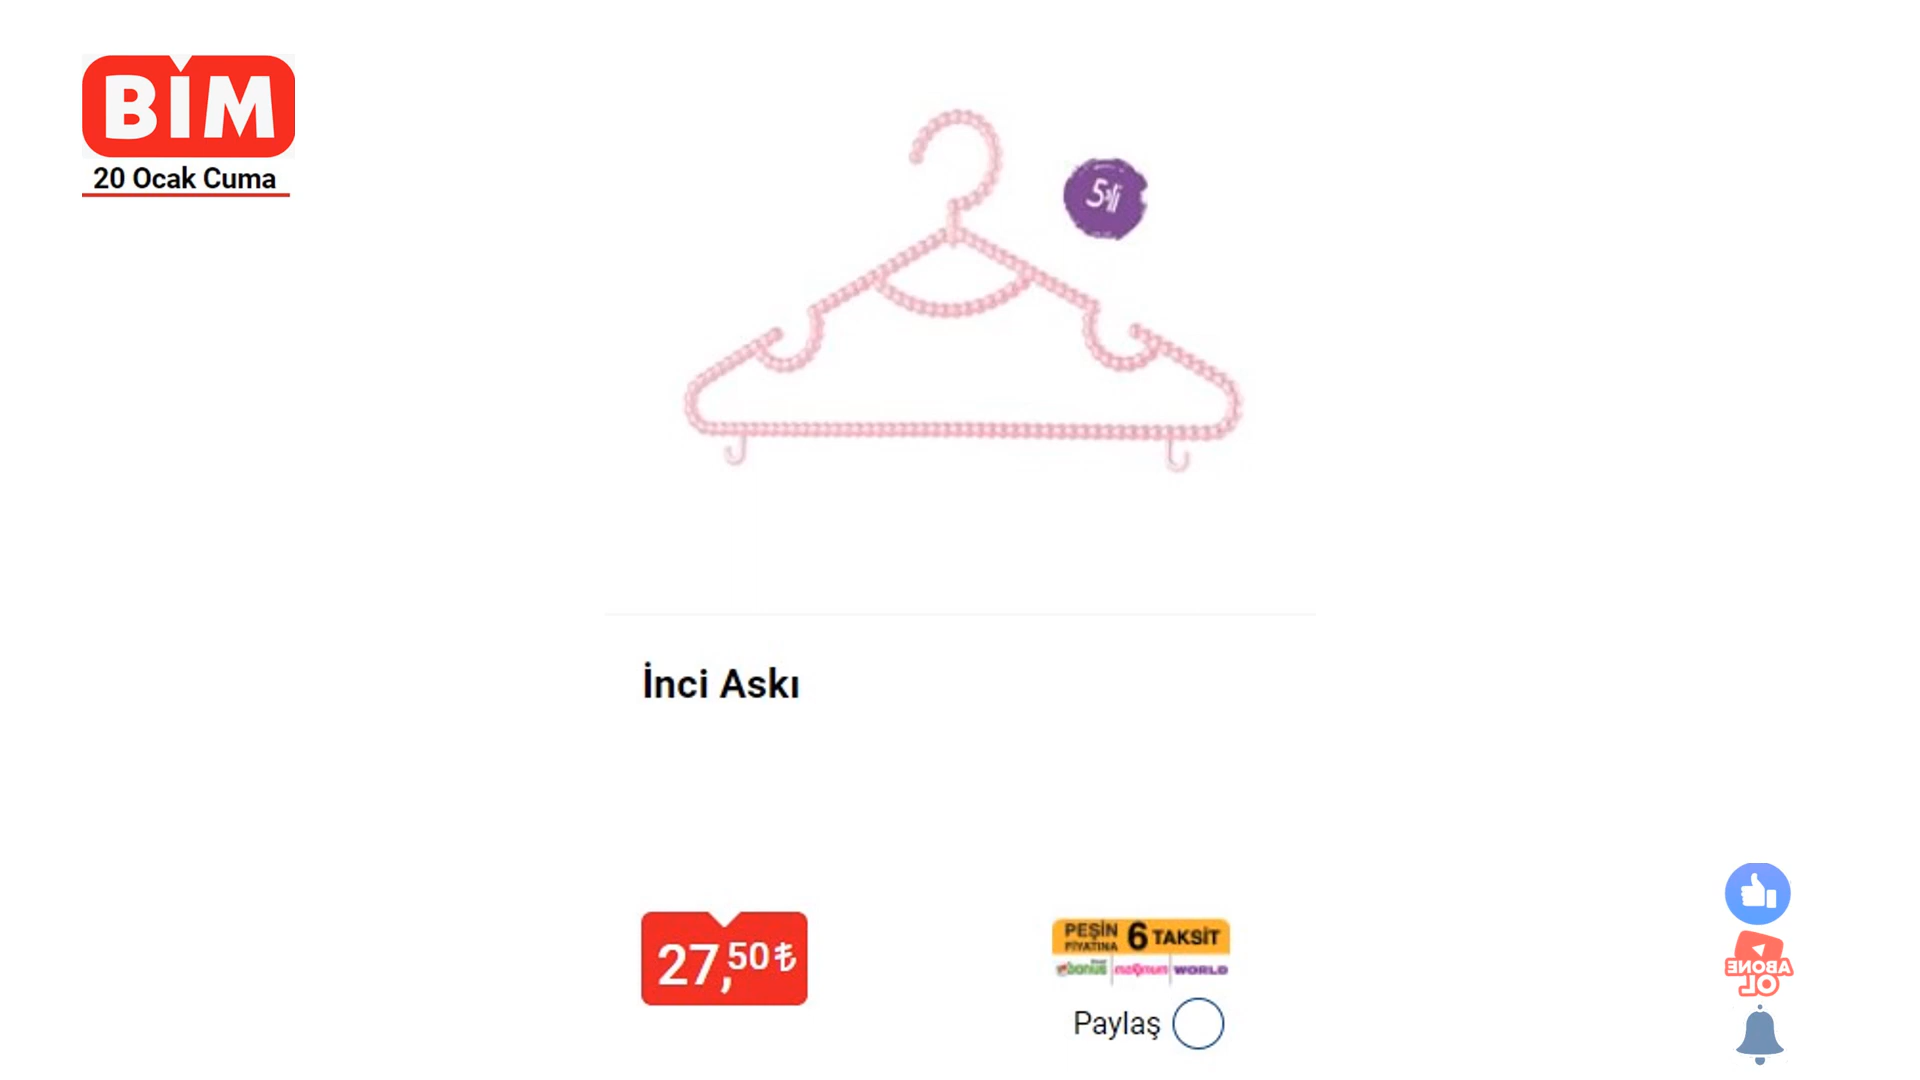 BİM
20 Ocak Cuma
5'li
İnci Askı
27,50₺
PEŞİN FİYATINA 6 TAKSİT
bonus maximum WORLD
Paylaş
ABONE
OL